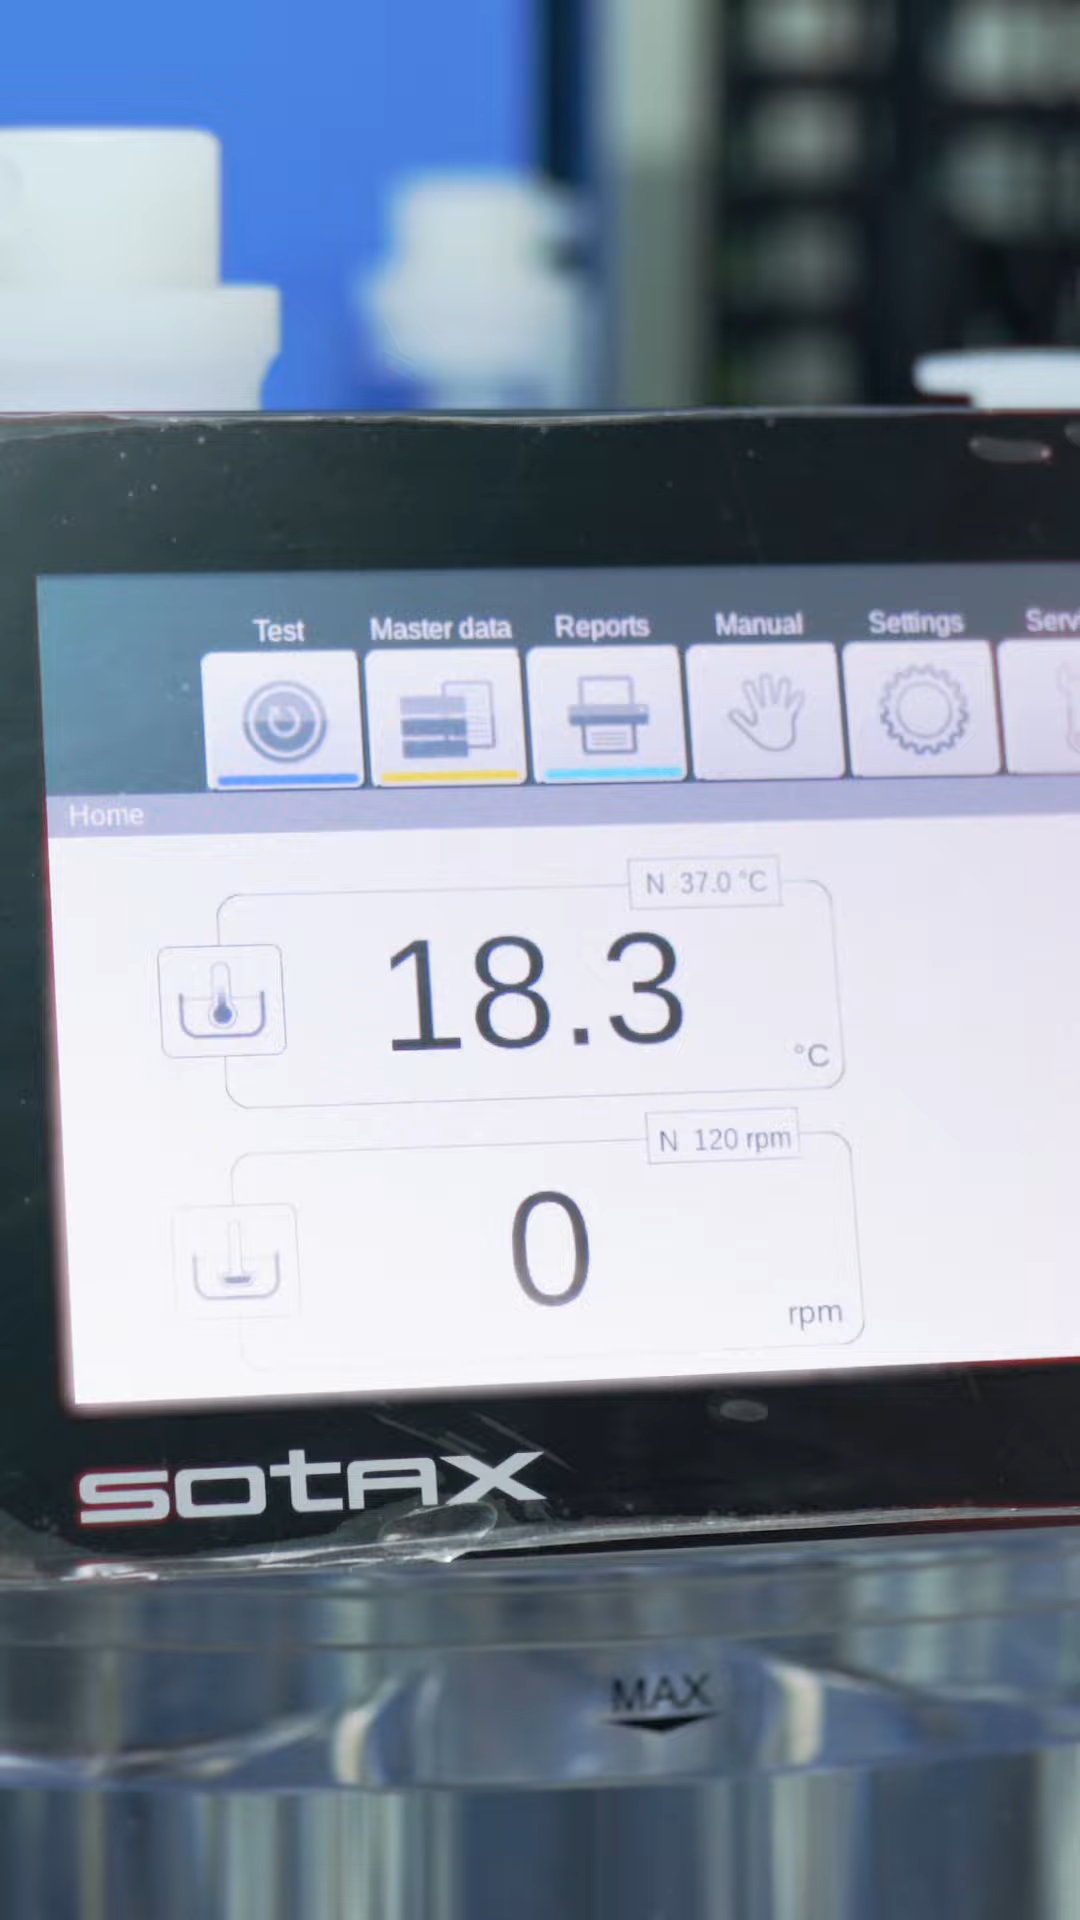 Test Master data Reports Manual Settings
Home
N 37.0 °C
18.3
°C
N 120 rpm
0
rpm
sotax
MAX